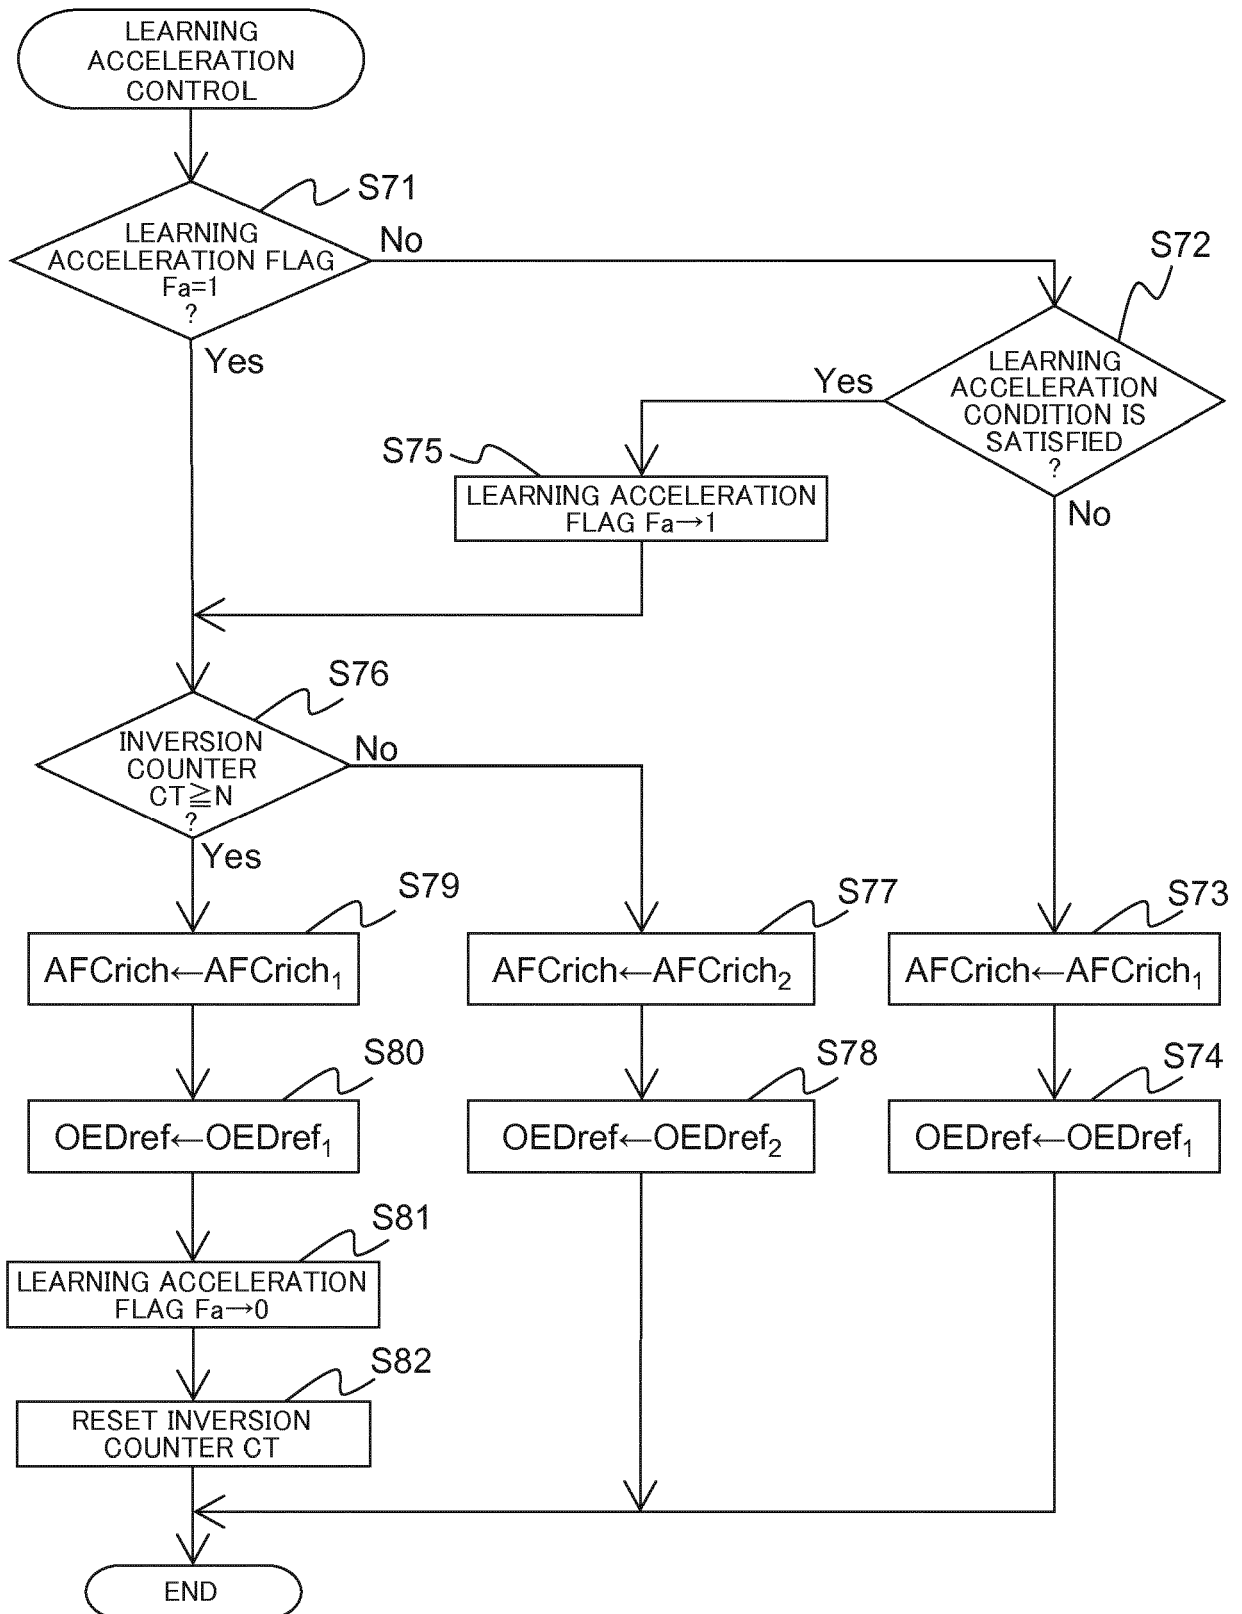 LEARNING
ACCELERATION
CONTROL
S71
LEARNING
ACCELERATION FLAG
Fa=1
?
No
Yes
S72
LEARNING
ACCELERATION
CONDITION IS
SATISFIED
?
Yes
No
S75
LEARNING ACCELERATION
FLAG Fa→1
S76
INVERSION
COUNTER
CT≧N
?
No
Yes
S79
AFCrich←AFCrich₁
S77
AFCrich←AFCrich₂
S73
AFCrich←AFCrich₁
S80
OEDref←OEDref₁
S78
OEDref←OEDref₂
S74
OEDref←OEDref₁
S81
LEARNING ACCELERATION
FLAG Fa→0
S82
RESET INVERSION
COUNTER CT
END